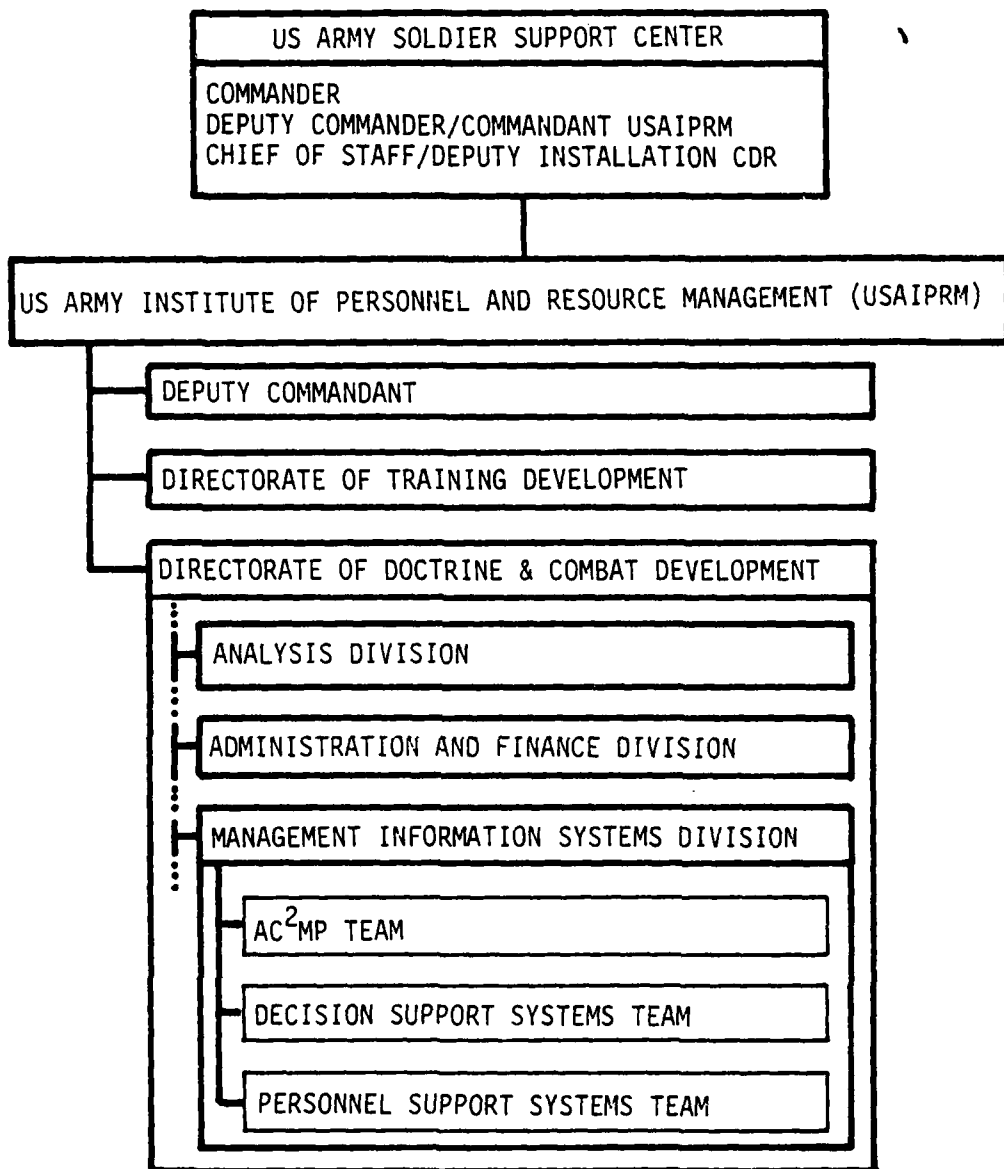 US ARMY SOLDIER SUPPORT CENTER
COMMANDER
DEPUTY COMMANDER/COMMANDANT USAIPRM
CHIEF OF STAFF/DEPUTY INSTALLATION CDR
US ARMY INSTITUTE OF PERSONNEL AND RESOURCE MANAGEMENT (USAIPRM)
DEPUTY COMMANDANT
DIRECTORATE OF TRAINING DEVELOPMENT
DIRECTORATE OF DOCTRINE & COMBAT DEVELOPMENT
ANALYSIS DIVISION
ADMINISTRATION AND FINANCE DIVISION
MANAGEMENT INFORMATION SYSTEMS DIVISION
AC²MP TEAM
DECISION SUPPORT SYSTEMS TEAM
PERSONNEL SUPPORT SYSTEMS TEAM